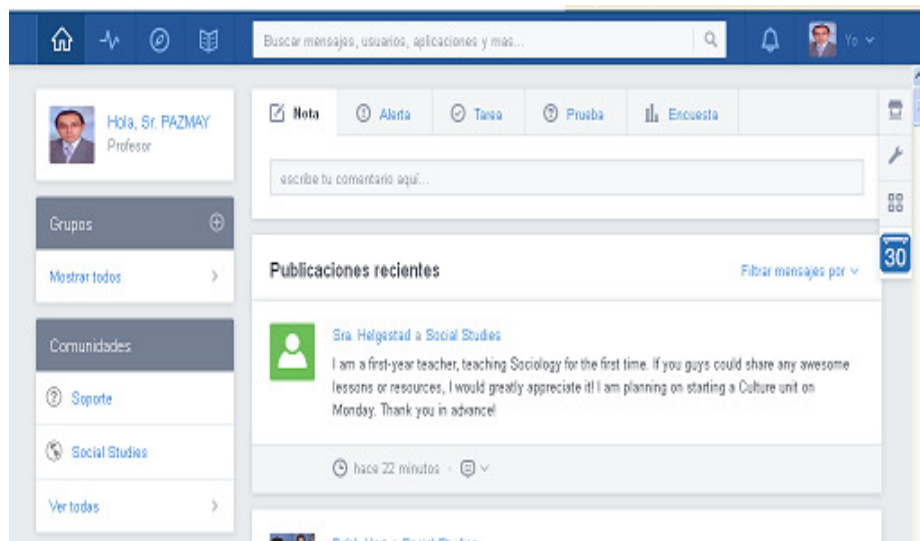 Buscar mensajes, usuarios, aplicaciones y mas...
Yo
Hola, Sr. PAZMAY
Profesor
Nota
Alerta
Tarea
Prueba
Encuesta
escribe tu comentario aquí...
Grupos
Mostrar todos
30
Publicaciones recientes
Filtrar mensajes por
Comunidades
Soporte
Social Studies
Ver todas
Sra. Helgestad a Social Studies
I am a first-year teacher, teaching Sociology for the first time. If you guys could share any awesome
lessons or resources, I would greatly appreciate it! I am planning on starting a Culture unit on
Monday. Thank you in advance!
hace 22 minutos